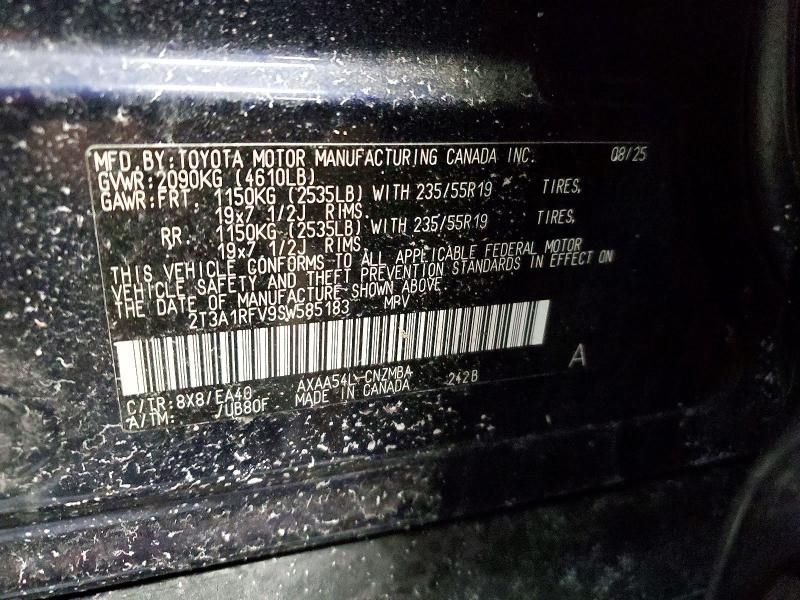 MFD. BY: TOYOTA MOTOR MANUFACTURING CANADA INC. 08/25
GVWR: 2090KG (4610LB)
GAWR: FRT. 1150KG (2535LB) WITH 235/55R19 TIRES,
19x7 1/2J RIMS.
RR. 1150KG (2535LB) WITH 235/55R19 TIRES,
19x7 1/2J RIMS.
THIS VEHICLE CONFORMS TO ALL APPLICABLE FEDERAL MOTOR
VEHICLE SAFETY AND THEFT PREVENTION STANDARDS IN EFFECT ON
THE DATE OF MANUFACTURE SHOWN ABOVE.
2T3A1RFV9SW585183 MPV
A
C/TR: 8X8/EA40 AXAA54L-CNZMBA 242B
A/TM: /UB80F MADE IN CANADA